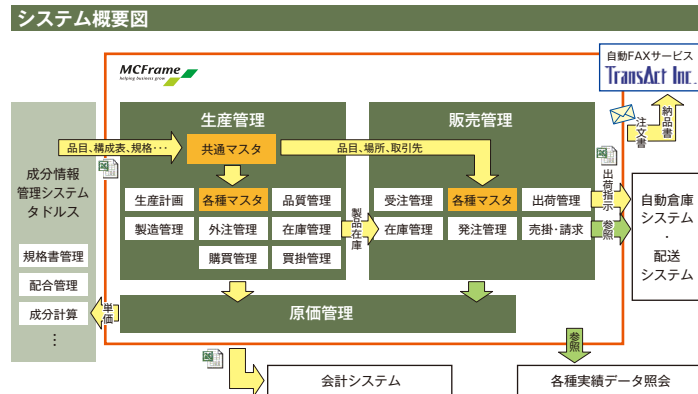 システム概要図
自動FAXサービス
TransAct Inc.
MCFrame
helping business grow
納品書
注文書
生産管理
販売管理
品目、構成表、規格・・・
共通マスタ
品目、場所、取引先
成分情報
管理システム
タドルス
生産計画
各種マスタ
品質管理
受注管理
各種マスタ
出荷管理
出荷指示
製造管理
外注管理
在庫管理
製品在庫
在庫管理
発注管理
売掛・請求
参照
自動倉庫
システム
・
配送
システム
購買管理
買掛管理
規格書管理
配合管理
成分計算
⋮
単価
原価管理
参照
会計システム
各種実績データ照会